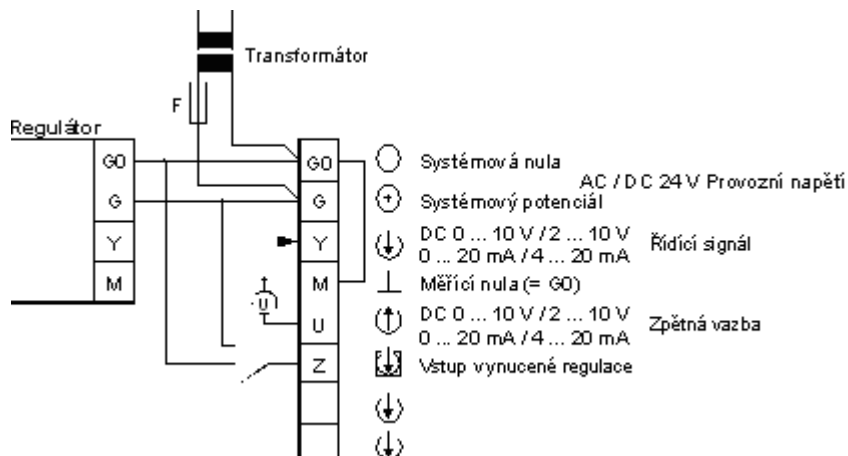 Transformátor
F
Regulátor
G0
G
Y
M
G0
G
Y
M
U
Z
U
Systémová nula
AC / DC 24 V Provozní napětí
Systémový potenciál
DC 0 ... 10 V / 2 ... 10 V
0 ... 20 mA / 4 ... 20 mA
Řídící signál
Měřící nula (= G0)
DC 0 ... 10 V / 2 ... 10 V
0 ... 20 mA / 4 ... 20 mA
Zpětná vazba
Vstup vynucené regulace